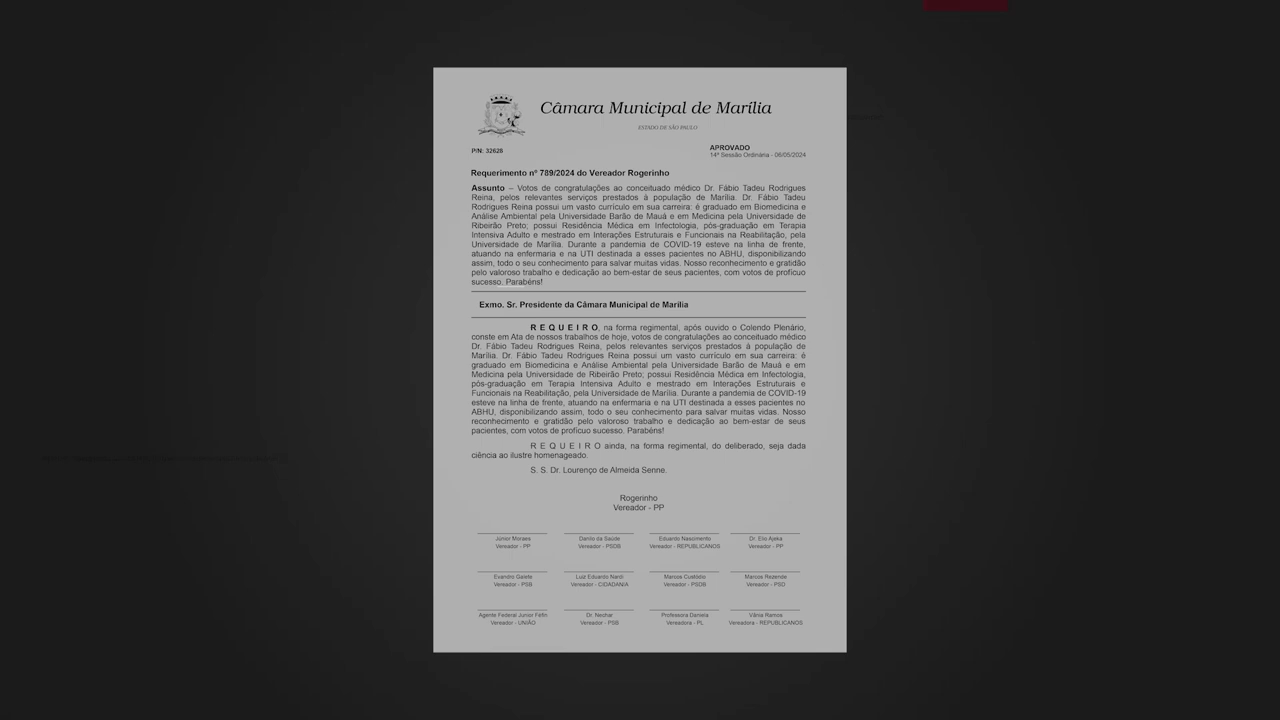 Câmara Municipal de Marília
ESTADO DE SÃO PAULO
P/N: 32628
APROVADO
14ª Sessão Ordinária - 06/05/2024
Requerimento nº 789/2024 do Vereador Rogerinho
Assunto – Votos de congratulações ao conceituado médico Dr. Fábio Tadeu Rodrigues
Reina, pelos relevantes serviços prestados à população de Marília. Dr. Fábio Tadeu
Rodrigues Reina possui um vasto currículo em sua carreira: é graduado em Biomedicina e
Análise Ambiental pela Universidade Barão de Mauá e em Medicina pela Universidade de
Ribeirão Preto; possui Residência Médica em Infectologia, pós-graduação em Terapia
Intensiva Adulto e mestrado em Interações Estruturais e Funcionais na Reabilitação, pela
Universidade de Marília. Durante a pandemia de COVID-19 esteve na linha de frente,
atuando na enfermaria e na UTI destinada a esses pacientes no ABHU, disponibilizando
assim, todo o seu conhecimento para salvar muitas vidas. Nosso reconhecimento e gratidão
pelo valoroso trabalho e dedicação ao bem-estar de seus pacientes, com votos de profícuo
sucesso. Parabéns!
Exmo. Sr. Presidente da Câmara Municipal de Marília
R E Q U E I R O, na forma regimental, após ouvido o Colendo Plenário,
conste em Ata de nossos trabalhos de hoje, votos de congratulações ao conceituado médico
Dr. Fábio Tadeu Rodrigues Reina, pelos relevantes serviços prestados à população de
Marília. Dr. Fábio Tadeu Rodrigues Reina possui um vasto currículo em sua carreira: é
graduado em Biomedicina e Análise Ambiental pela Universidade Barão de Mauá e em
Medicina pela Universidade de Ribeirão Preto; possui Residência Médica em Infectologia,
pós-graduação em Terapia Intensiva Adulto e mestrado em Interações Estruturais e
Funcionais na Reabilitação, pela Universidade de Marília. Durante a pandemia de COVID-19
esteve na linha de frente, atuando na enfermaria e na UTI destinada a esses pacientes no
ABHU, disponibilizando assim, todo o seu conhecimento para salvar muitas vidas. Nosso
reconhecimento e gratidão pelo valoroso trabalho e dedicação ao bem-estar de seus
pacientes, com votos de profícuo sucesso. Parabéns!
R E Q U E I R O ainda, na forma regimental, do deliberado, seja dada
ciência ao ilustre homenageado.
S. S. Dr. Lourenço de Almeida Senne.
Rogerinho
Vereador - PP
Júnior Moraes Danilo da Saúde Eduardo Nascimento Dr. Elio Ajeka
Vereador - PP Vereador - PSDB Vereador - REPUBLICANOS Vereador - PP
Evandro Galete Luiz Eduardo Nardi Marcos Custódio Marcos Rezende
Vereador - PSB Vereador - CIDADANIA Vereador - PSDB Vereador - PSD
Agente Federal Junior Féfin Dr. Nechar Professora Daniela Vânia Ramos
Vereador - UNIÃO Vereador - PSB Vereadora - PL Vereadora - REPUBLICANOS